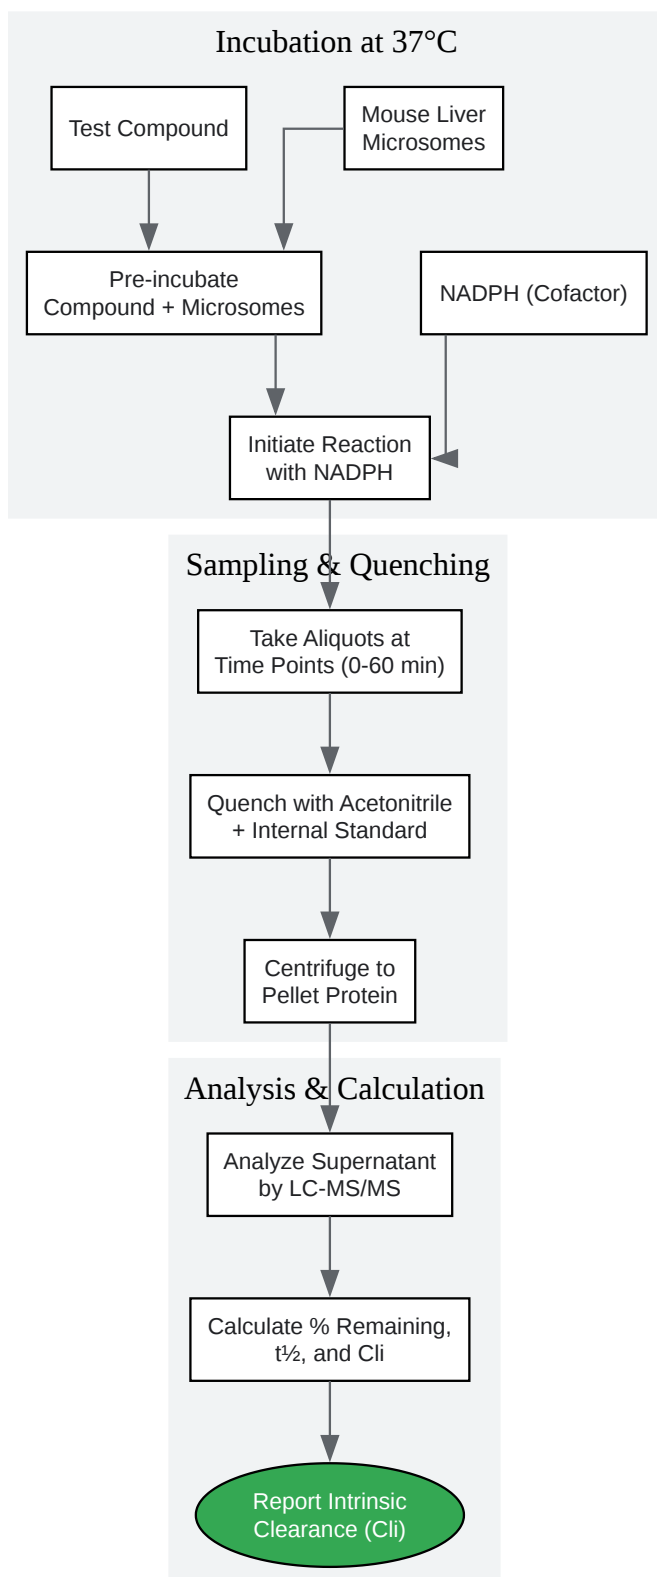 Incubation at 37°C
Test Compound
Mouse Liver
Microsomes
Pre-incubate
Compound + Microsomes
NADPH (Cofactor)
Initiate Reaction
with NADPH
Sampling & Quenching
Take Aliquots at
Time Points (0-60 min)
Quench with Acetonitrile
+ Internal Standard
Centrifuge to
Pellet Protein
Analysis & Calculation
Analyze Supernatant
by LC-MS/MS
Calculate % Remaining,
t½, and Cli
Report Intrinsic
Clearance (Cli)